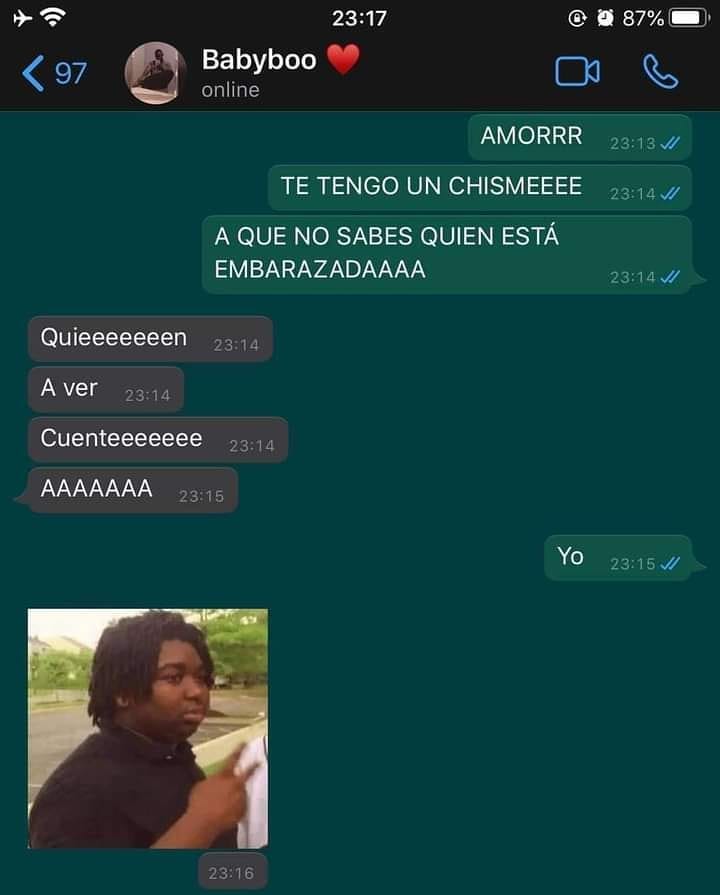 23:17
87%
97
Babyboo ❤️
online
AMORRR 23:13
TE TENGO UN CHISMEEEE 23:14
A QUE NO SABES QUIEN ESTÁ
EMBARAZADAAAA 23:14
Quieeeeeeen 23:14
A ver 23:14
Cuenteeeeeee 23:14
AAAAAAA 23:15
Yo 23:15
23:16